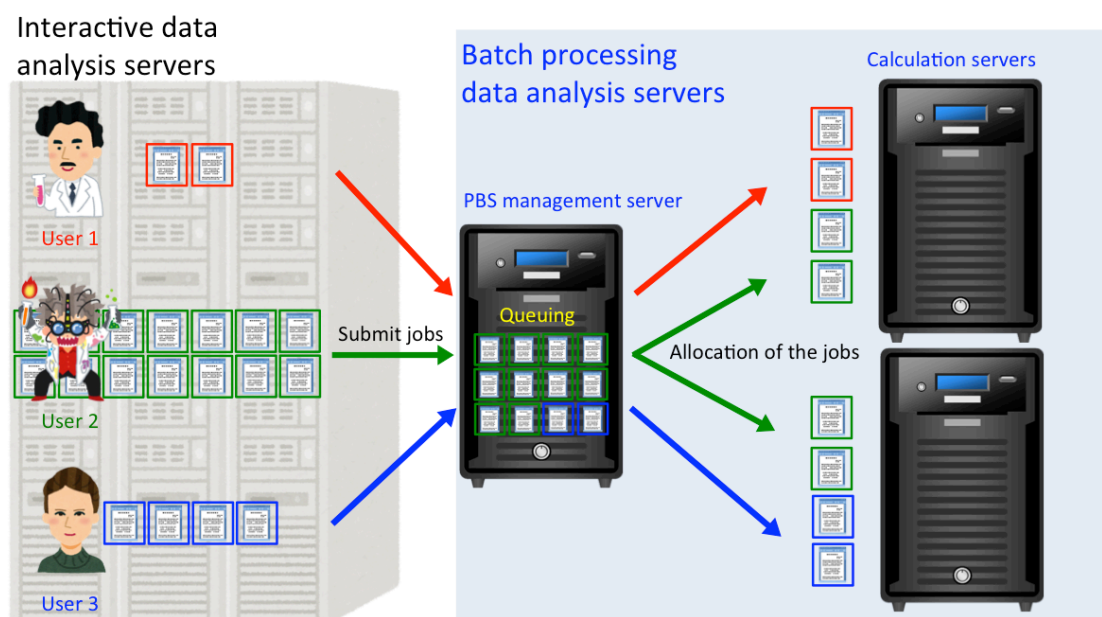 Interactive data
analysis servers
User 1
User 2
User 3
Submit jobs
Batch processing
data analysis servers
PBS management server
Queuing
Allocation of the jobs
Calculation servers